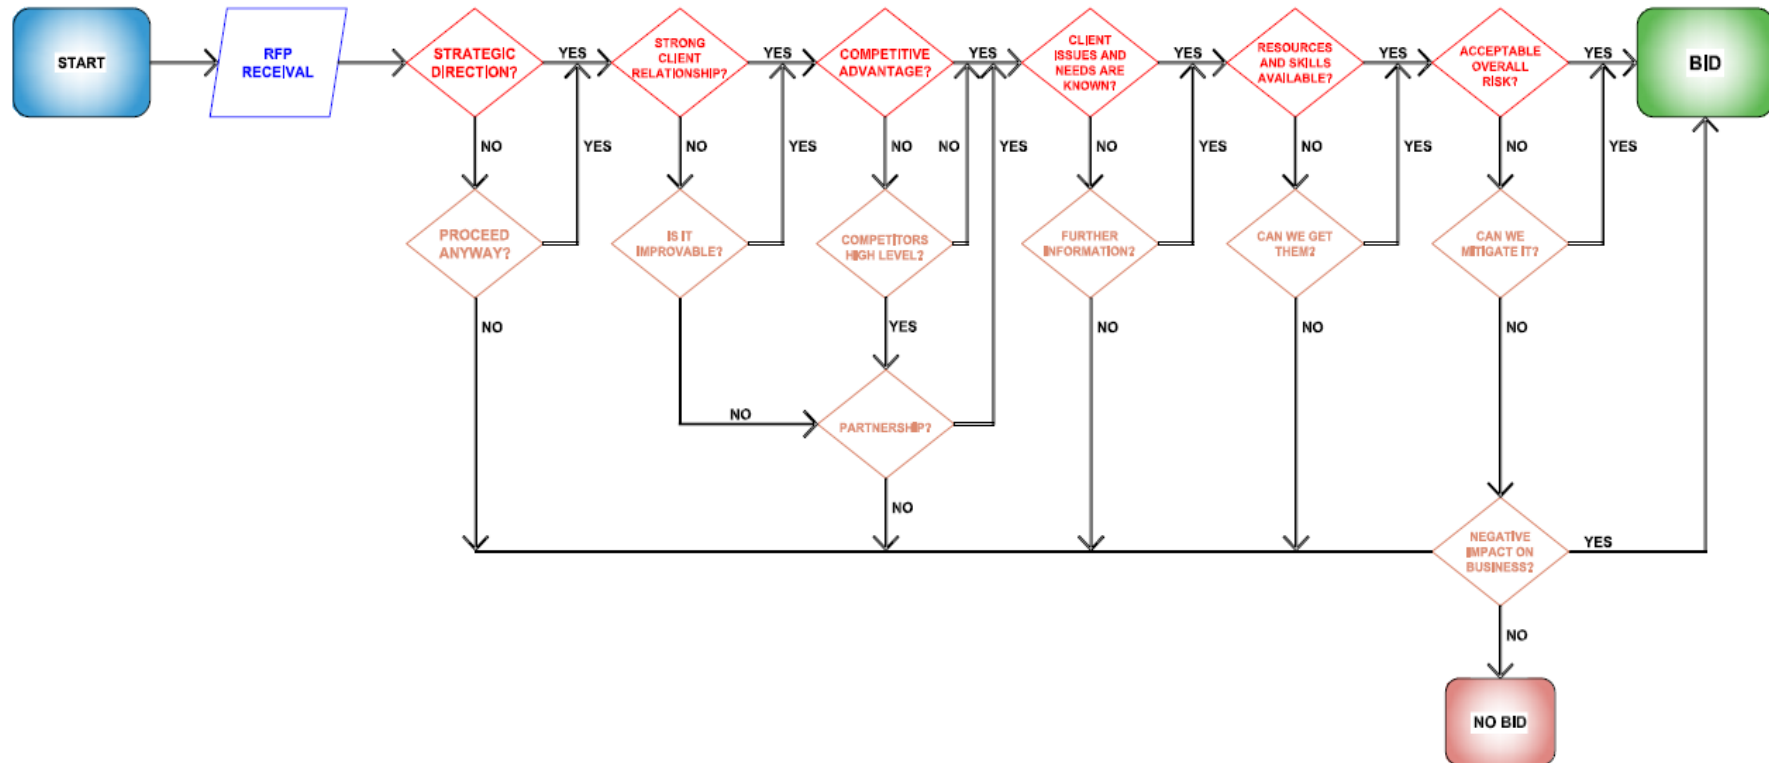 START
RFP
RECEIVAL
STRATEGIC
DIRECTION?
YES
STRONG
CLIENT
RELATIONSHIP?
YES
COMPETITIVE
ADVANTAGE?
YES
CLIENT
ISSUES AND
NEEDS ARE
KNOWN?
YES
RESOURCES
AND SKILLS
AVAILABLE?
YES
ACCEPTABLE
OVERALL
RISK?
YES
BID
NO
YES
NO
YES
NO
NO
YES
NO
YES
NO
YES
NO
YES
PROCEED
ANYWAY?
IS IT
IMPROVABLE?
COMPETITORS
HIGH LEVEL?
FURTHER
INFORMATION?
CAN WE GET
THEM?
CAN WE
MITIGATE IT?
NO
YES
NO
NO
NO
NO
PARTNERSHIP?
NO
NEGATIVE
IMPACT ON
BUSINESS?
YES
NO
NO BID